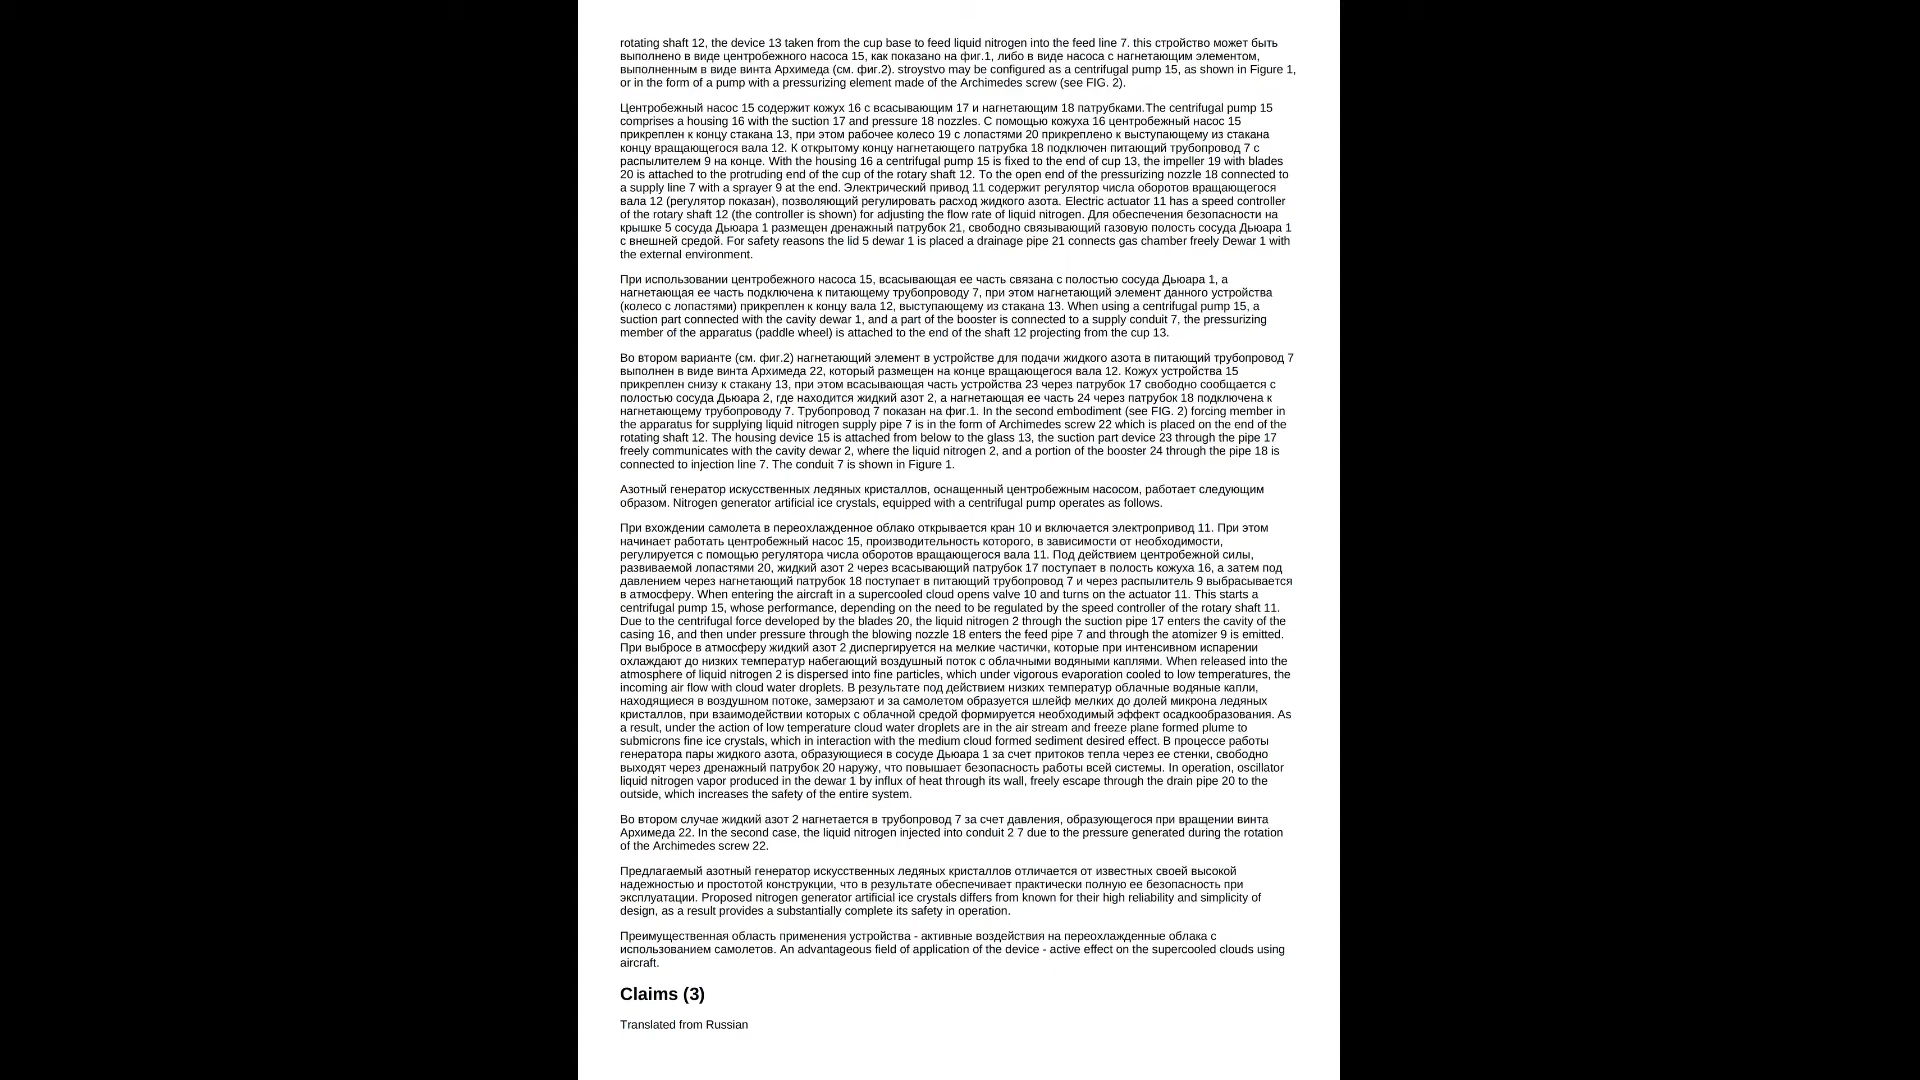 rotating shaft 12, the device 13 taken from the cup base to feed liquid nitrogen into the feed line 7. this стройство может быть
выполнено в виде центробежного насоса 15, как показано на фиг.1, либо в виде насоса с нагнетающим элементом,
выполненным в виде винта Архимеда (см. фиг.2). stroystvo may be configured as a centrifugal pump 15, as shown in Figure 1,
or in the form of a pump with a pressurizing element made of the Archimedes screw (see FIG. 2).
Центробежный насос 15 содержит кожух 16 с всасывающим 17 и нагнетающим 18 патрубками.The centrifugal pump 15
comprises a housing 16 with the suction 17 and pressure 18 nozzles. С помощью кожуха 16 центробежный насос 15
прикреплен к концу стакана 13, при этом рабочее колесо 19 с лопастями 20 прикреплено к выступающему из стакана
концу вращающегося вала 12. К открытому концу нагнетающего патрубка 18 подключен питающий трубопровод 7 с
распылителем 9 на конце. With the housing 16 a centrifugal pump 15 is fixed to the end of cup 13, the impeller 19 with blades
20 is attached to the protruding end of the cup of the rotary shaft 12. To the open end of the pressurizing nozzle 18 connected to
a supply line 7 with a sprayer 9 at the end. Электрический привод 11 содержит регулятор числа оборотов вращающегося
вала 12 (регулятор показан), позволяющий регулировать расход жидкого азота. Electric actuator 11 has a speed controller
of the rotary shaft 12 (the controller is shown) for adjusting the flow rate of liquid nitrogen. Для обеспечения безопасности на
крышке 5 сосуда Дьюара 1 размещен дренажный патрубок 21, свободно связывающий газовую полость сосуда Дьюара 1
с внешней средой. For safety reasons the lid 5 dewar 1 is placed a drainage pipe 21 connects gas chamber freely Dewar 1 with
the external environment.
При использовании центробежного насоса 15, всасывающая ее часть связана с полостью сосуда Дьюара 1, а
нагнетающая ее часть подключена к питающему трубопроводу 7, при этом нагнетающий элемент данного устройства
(колесо с лопастями) прикреплен к концу вала 12, выступающему из стакана 13. When using a centrifugal pump 15, a
suction part connected with the cavity dewar 1, and a part of the booster is connected to a supply conduit 7, the pressurizing
member of the apparatus (paddle wheel) is attached to the end of the shaft 12 projecting from the cup 13.
Во втором варианте (см. фиг.2) нагнетающий элемент в устройстве для подачи жидкого азота в питающий трубопровод 7
выполнен в виде винта Архимеда 22, который размещен на конце вращающегося вала 12. Кожух устройства 15
прикреплен снизу к стакану 13, при этом всасывающая часть устройства 23 через патрубок 17 свободно сообщается с
полостью сосуда Дьюара 2, где находится жидкий азот 2, а нагнетающая ее часть 24 через патрубок 18 подключена к
нагнетающему трубопроводу 7. Трубопровод 7 показан на фиг.1. In the second embodiment (see FIG. 2) forcing member in
the apparatus for supplying liquid nitrogen supply pipe 7 is in the form of Archimedes screw 22 which is placed on the end of the
rotating shaft 12. The housing device 15 is attached from below to the glass 13, the suction part device 23 through the pipe 17
freely communicates with the cavity dewar 2, where the liquid nitrogen 2, and a portion of the booster 24 through the pipe 18 is
connected to injection line 7. The conduit 7 is shown in Figure 1.
Азотный генератор искусственных ледяных кристаллов, оснащенный центробежным насосом, работает следующим
образом. Nitrogen generator artificial ice crystals, equipped with a centrifugal pump operates as follows.
При вхождении самолета в переохлажденное облако открывается кран 10 и включается электропривод 11. При этом
начинает работать центробежный насос 15, производительность которого, в зависимости от необходимости,
регулируется с помощью регулятора числа оборотов вращающегося вала 11. Под действием центробежной силы,
развиваемой лопастями 20, жидкий азот 2 через всасывающий патрубок 17 поступает в полость кожуха 16, а затем под
давлением через нагнетающий патрубок 18 поступает в питающий трубопровод 7 и через распылитель 9 выбрасывается
в атмосферу. When entering the aircraft in a supercooled cloud opens valve 10 and turns on the actuator 11. This starts a
centrifugal pump 15, whose performance, depending on the need to be regulated by the speed controller of the rotary shaft 11.
Due to the centrifugal force developed by the blades 20, the liquid nitrogen 2 through the suction pipe 17 enters the cavity of the
casing 16, and then under pressure through the blowing nozzle 18 enters the feed pipe 7 and through the atomizer 9 is emitted.
При выбросе в атмосферу жидкий азот 2 диспергируется на мелкие частички, которые при интенсивном испарении
охлаждают до низких температур набегающий воздушный поток с облачными водяными каплями. When released into the
atmosphere of liquid nitrogen 2 is dispersed into fine particles, which under vigorous evaporation cooled to low temperatures, the
incoming air flow with cloud water droplets. В результате под действием низких температур облачные водяные капли,
находящиеся в воздушном потоке, замерзают и за самолетом образуется шлейф мелких до долей микрона ледяных
кристаллов, при взаимодействии которых с облачной средой формируется необходимый эффект осадкообразования. As
a result, under the action of low temperature cloud water droplets are in the air stream and freeze plane formed plume to
submicrons fine ice crystals, which in interaction with the medium cloud formed sediment desired effect. В процессе работы
генератора пары жидкого азота, образующиеся в сосуде Дьюара 1 за счет притоков тепла через ее стенки, свободно
выходят через дренажный патрубок 20 наружу, что повышает безопасность работы всей системы. In operation, oscillator
liquid nitrogen vapor produced in the dewar 1 by influx of heat through its wall, freely escape through the drain pipe 20 to the
outside, which increases the safety of the entire system.
Во втором случае жидкий азот 2 нагнетается в трубопровод 7 за счет давления, образующегося при вращении винта
Архимеда 22. In the second case, the liquid nitrogen injected into conduit 2 7 due to the pressure generated during the rotation
of the Archimedes screw 22.
Предлагаемый азотный генератор искусственных ледяных кристаллов отличается от известных своей высокой
надежностью и простотой конструкции, что в результате обеспечивает практически полную ее безопасность при
эксплуатации. Proposed nitrogen generator artificial ice crystals differs from known for their high reliability and simplicity of
design, as a result provides a substantially complete its safety in operation.
Преимущественная область применения устройства - активные воздействия на переохлажденные облака с
использованием самолетов. An advantageous field of application of the device - active effect on the supercooled clouds using
aircraft.
Claims (3)
Translated from Russian